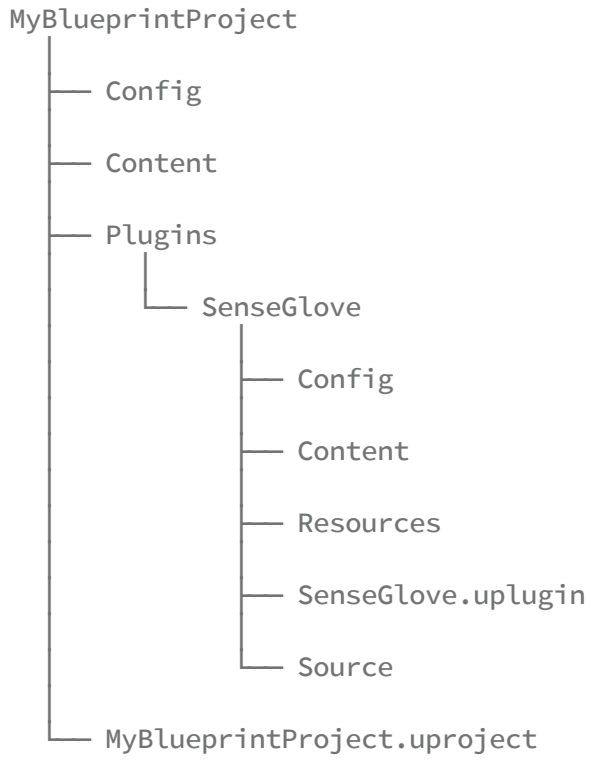 MyBlueprintProject
Config
Content
Plugins
SenseGlove
Config
Content
Resources
SenseGlove.uplugin
Source
MyBlueprintProject.uproject